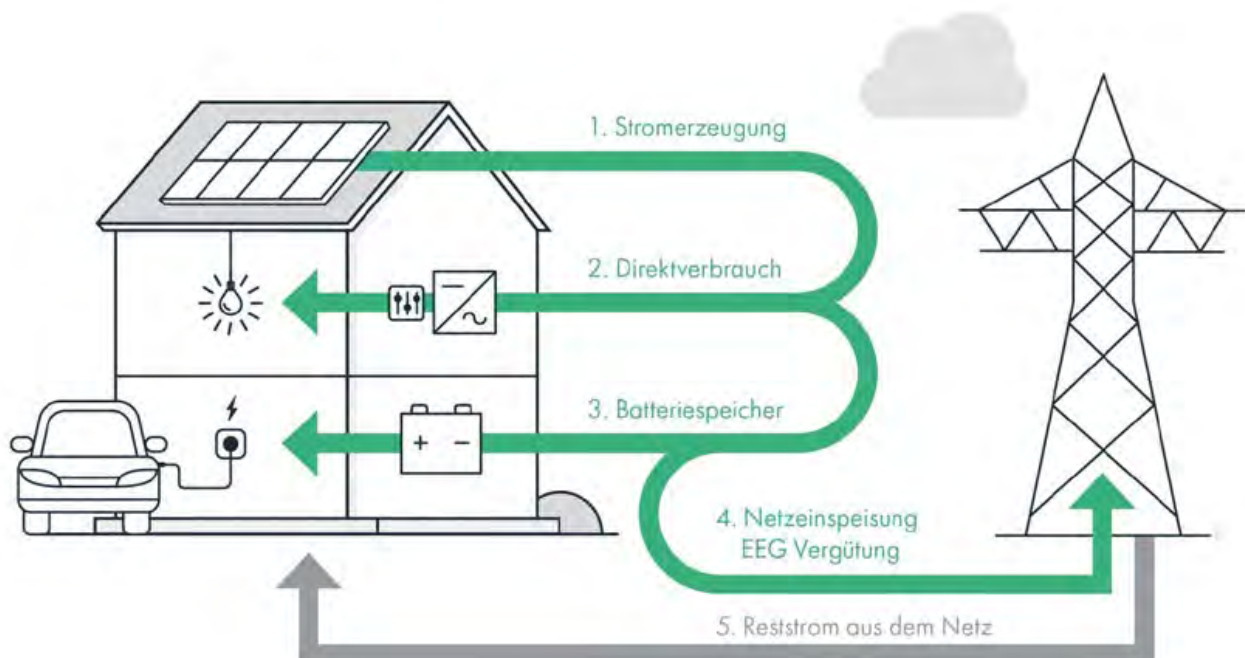 1. Stromerzeugung
2. Direktverbrauch
3. Batteriespeicher
4. Netzeinspeisung
EEG Vergütung
5. Reststrom aus dem Netz